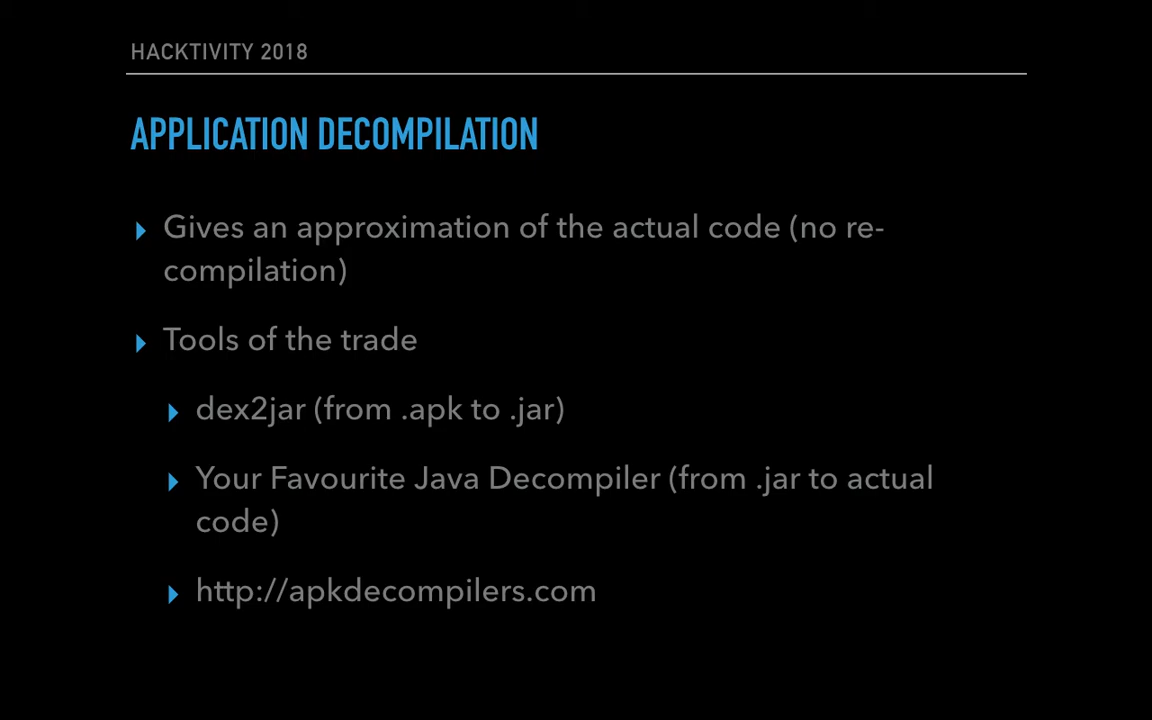 HACKTIVITY 2018
APPLICATION DECOMPILATION
Gives an approximation of the actual code (no re-
compilation)
Tools of the trade
dex2jar (from .apk to .jar)
Your Favourite Java Decompiler (from .jar to actual
code)
http://apkdecompilers.com